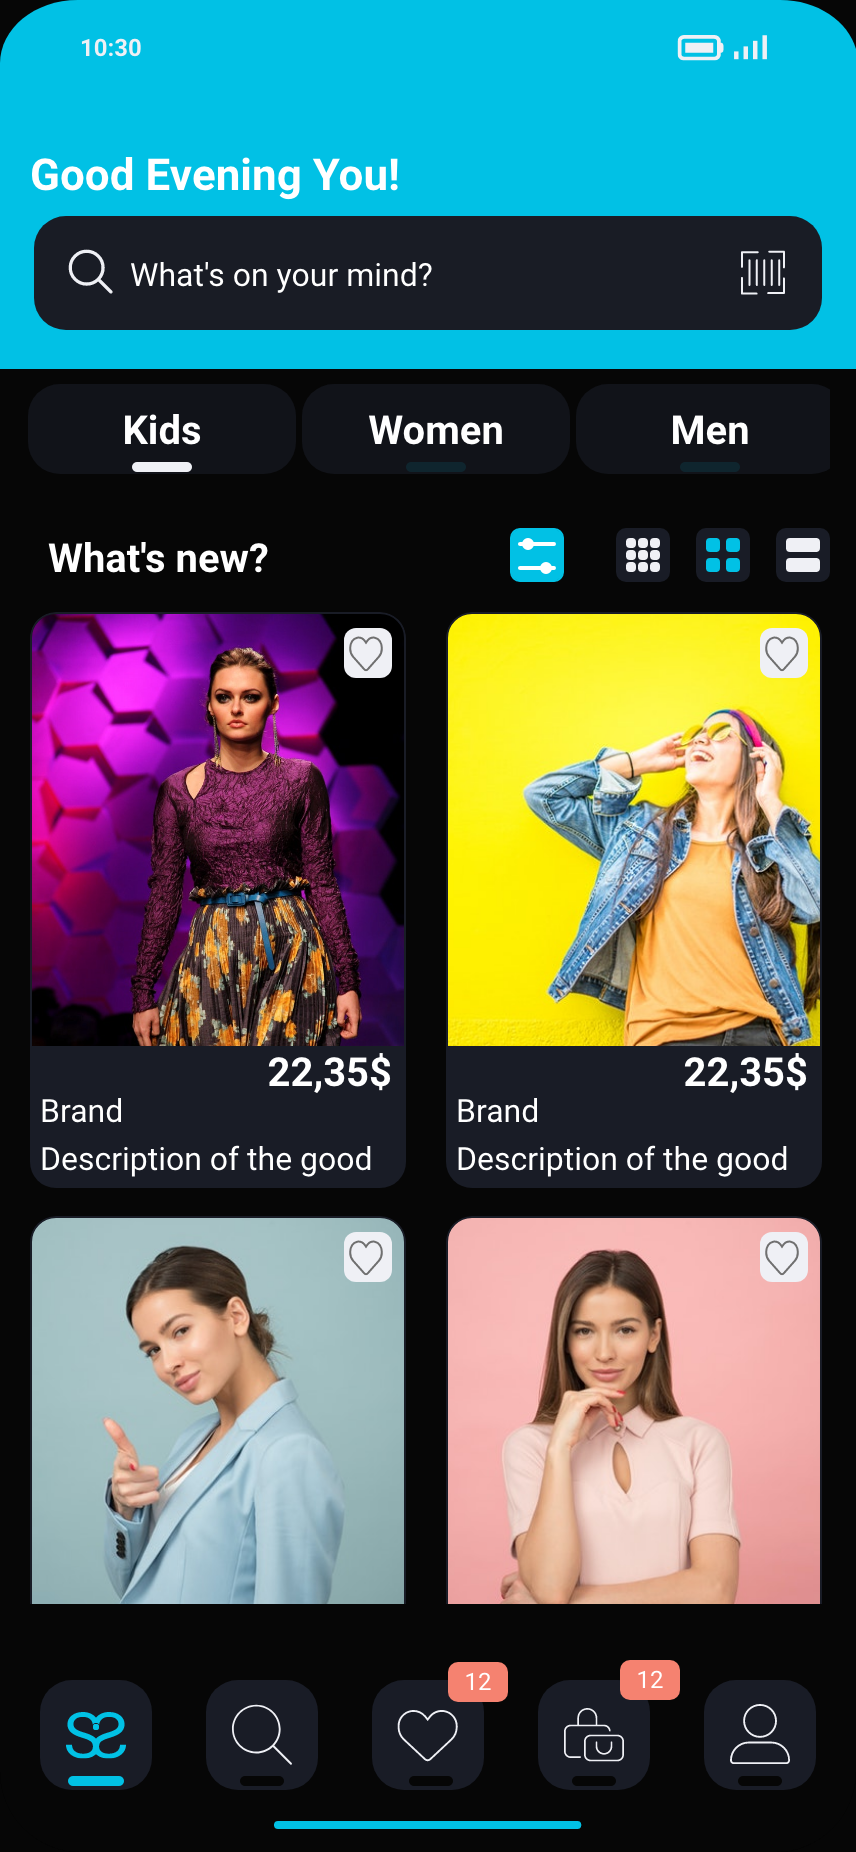 10:30
Good Evening You!
What's on your mind?
Kids
Women
Men
What's new?
22,35$
Brand
Description of the good
22,35$
Brand
Description of the good
12
12